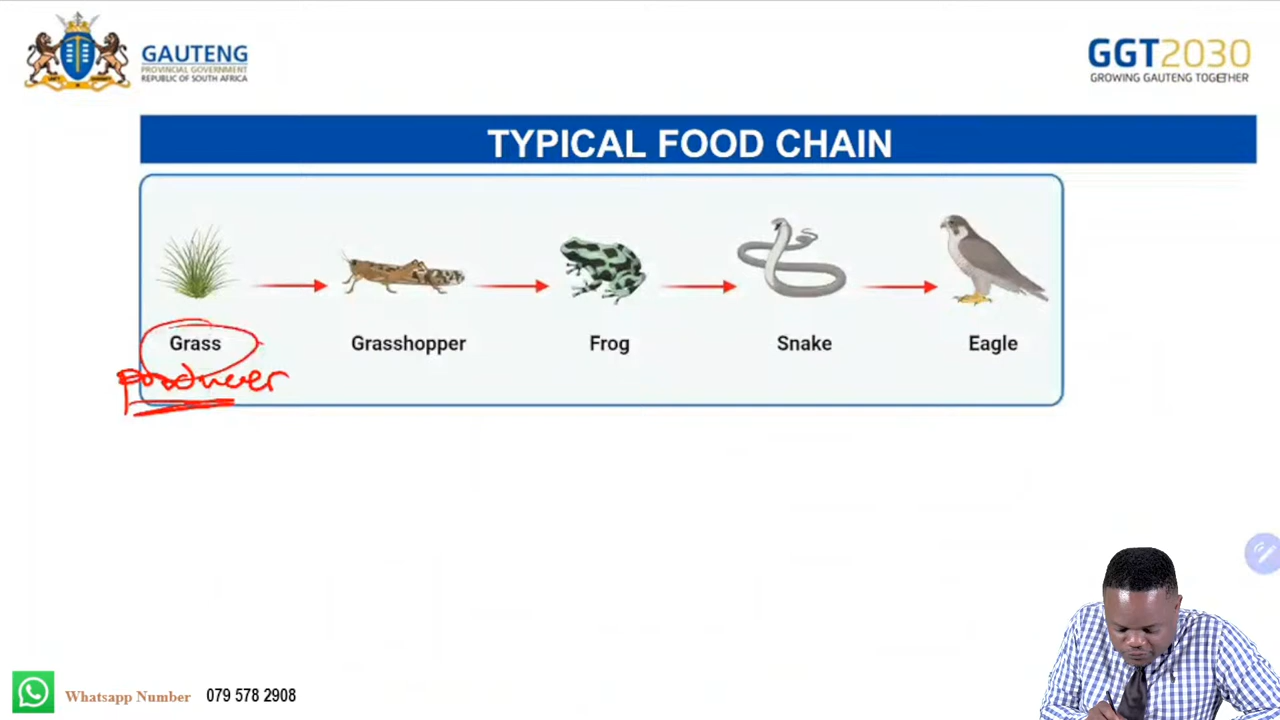 GAUTENG
PROVINCIAL GOVERNMENT
REPUBLIC OF SOUTH AFRICA
GGT2030
GROWING GAUTENG TOGETHER
TYPICAL FOOD CHAIN
Grass
Grasshopper
Frog
Snake
Eagle
producer
Whatsapp Number 079 578 2908